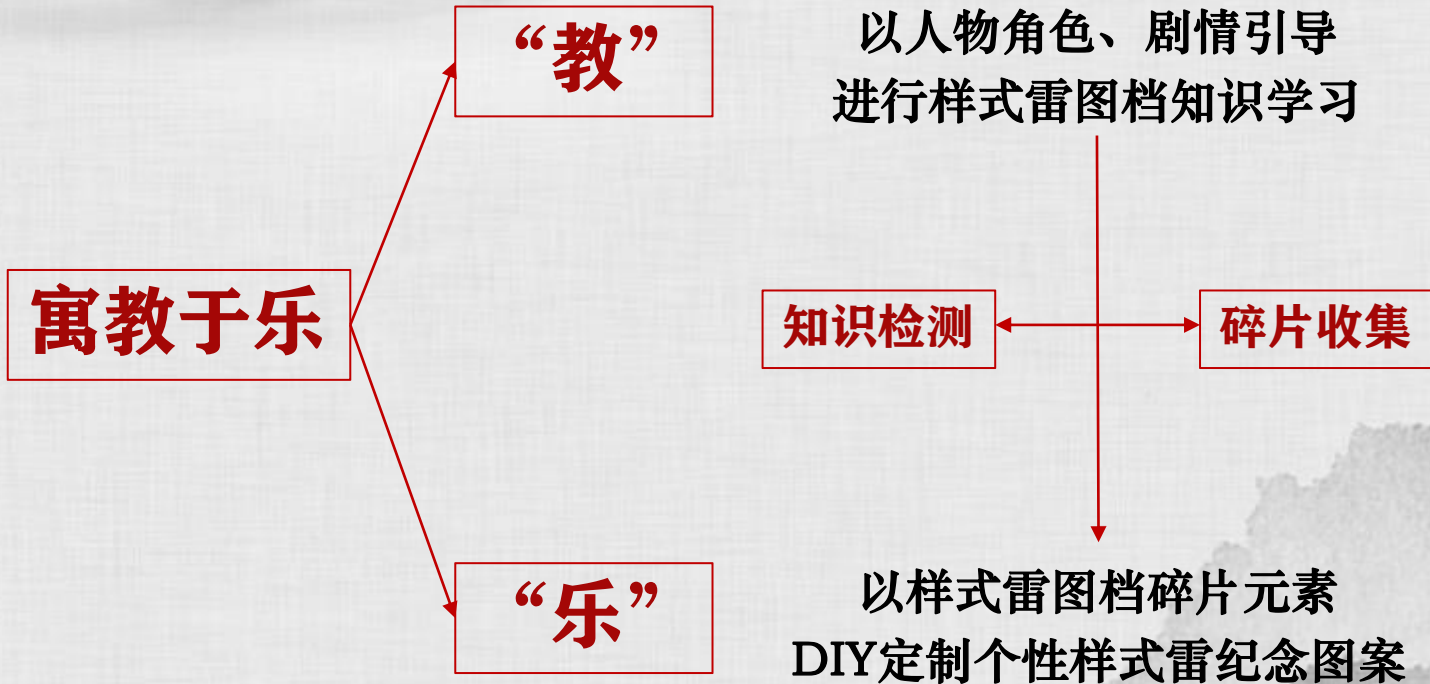 “教”
以人物角色、剧情引导
进行样式雷图档知识学习
寓教于乐
知识检测
碎片收集
“乐”
以样式雷图档碎片元素
DIY定制个性样式雷纪念图案